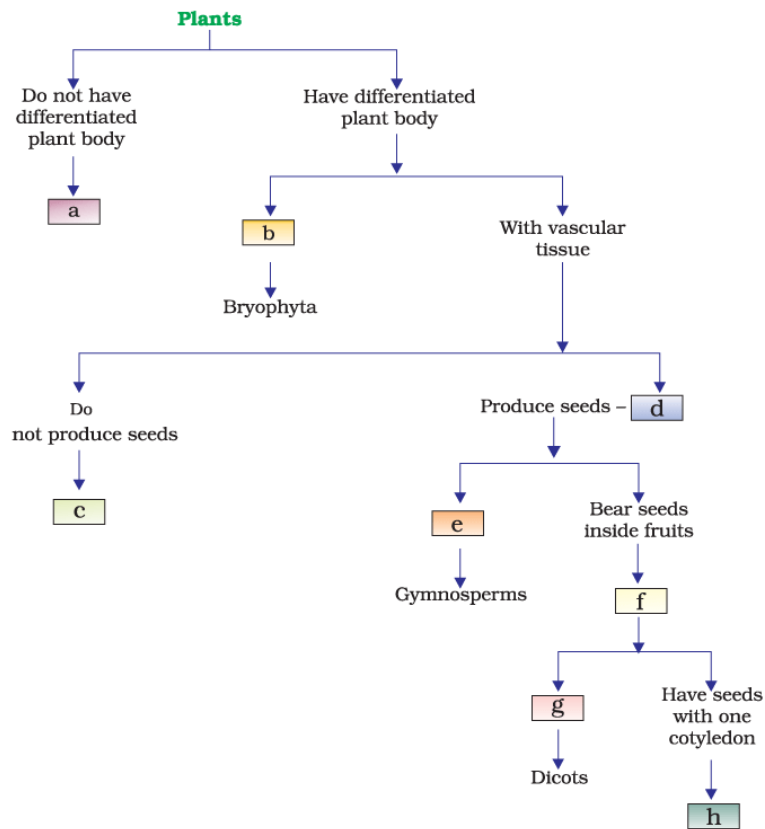 Plants
Do not have
differentiated
plant body
Have differentiated
plant body
a
b
With vascular
tissue
Bryophyta
Do
not produce seeds
Produce seeds – d
c
e
Bear seeds
inside fruits
Gymnosperms
f
g
Have seeds
with one
cotyledon
Dicots
h